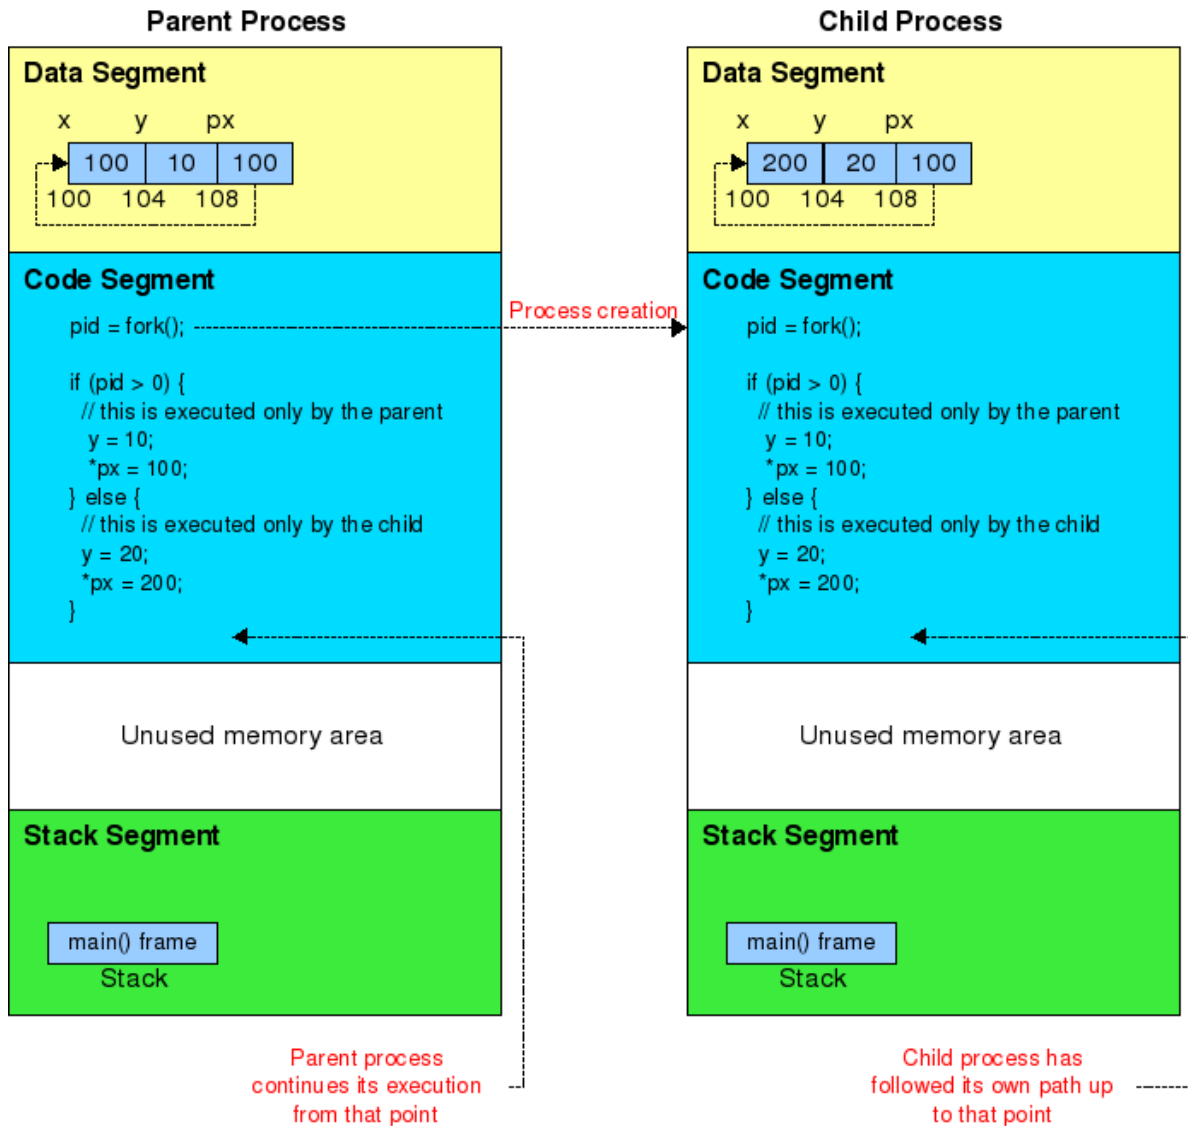 Parent Process
Data Segment
x y px
100 10 100
100 104 108
Code Segment
pid = fork();
if (pid > 0) {
// this is executed only by the parent
y = 10;
*px = 100;
} else {
// this is executed only by the child
y = 20;
*px = 200;
}
Unused memory area
Stack Segment
main() frame
Stack
Parent process
continues its execution
from that point
Process creation
Child Process
Data Segment
x y px
200 20 100
100 104 108
Code Segment
pid = fork();
if (pid > 0) {
// this is executed only by the parent
y = 10;
*px = 100;
} else {
// this is executed only by the child
y = 20;
*px = 200;
}
Unused memory area
Stack Segment
main() frame
Stack
Child process has
followed its own path up
to that point